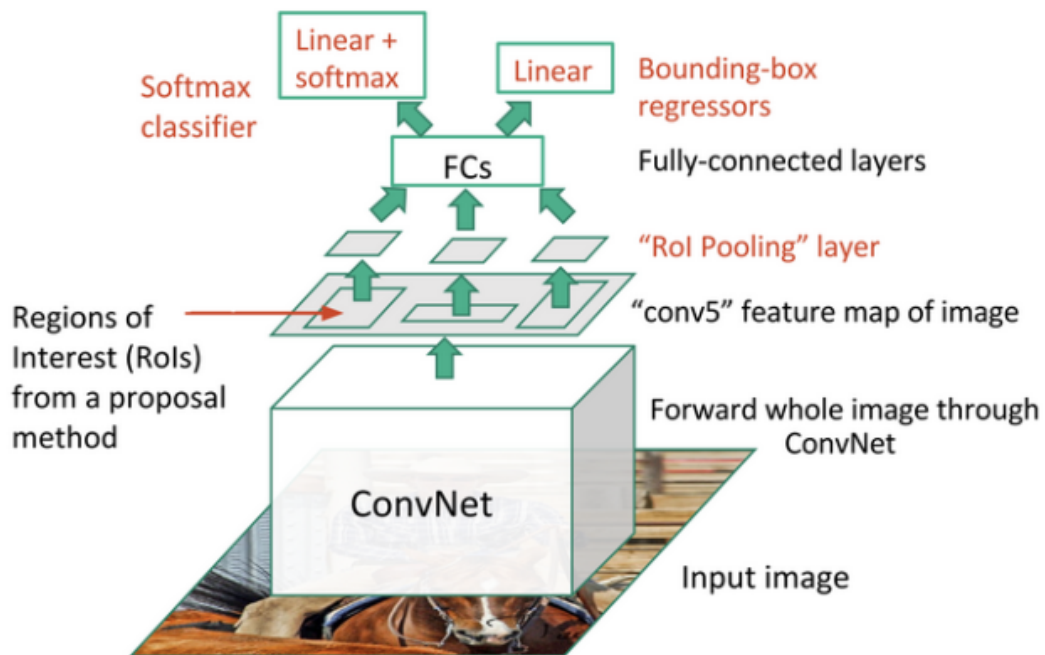 Linear +
softmax
Linear
Softmax
classifier
Bounding-box
regressors
FCs
Fully-connected layers
“RoI Pooling” layer
Regions of
Interest (RoIs)
from a proposal
method
“conv5” feature map of image
Forward whole image through
ConvNet
ConvNet
Input image